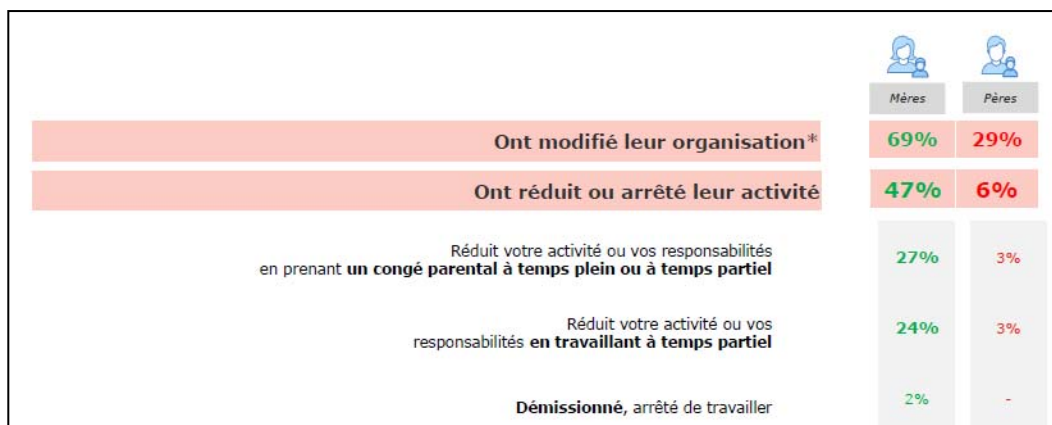 Mères Pères
Ont modifié leur organisation* 69% 29%
Ont réduit ou arrêté leur activité 47% 6%
Réduit votre activité ou vos responsabilités
en prenant un congé parental à temps plein ou à temps partiel 27% 3%
Réduit votre activité ou vos
responsabilités en travaillant à temps partiel 24% 3%
Démissionné, arrêté de travailler 2% -